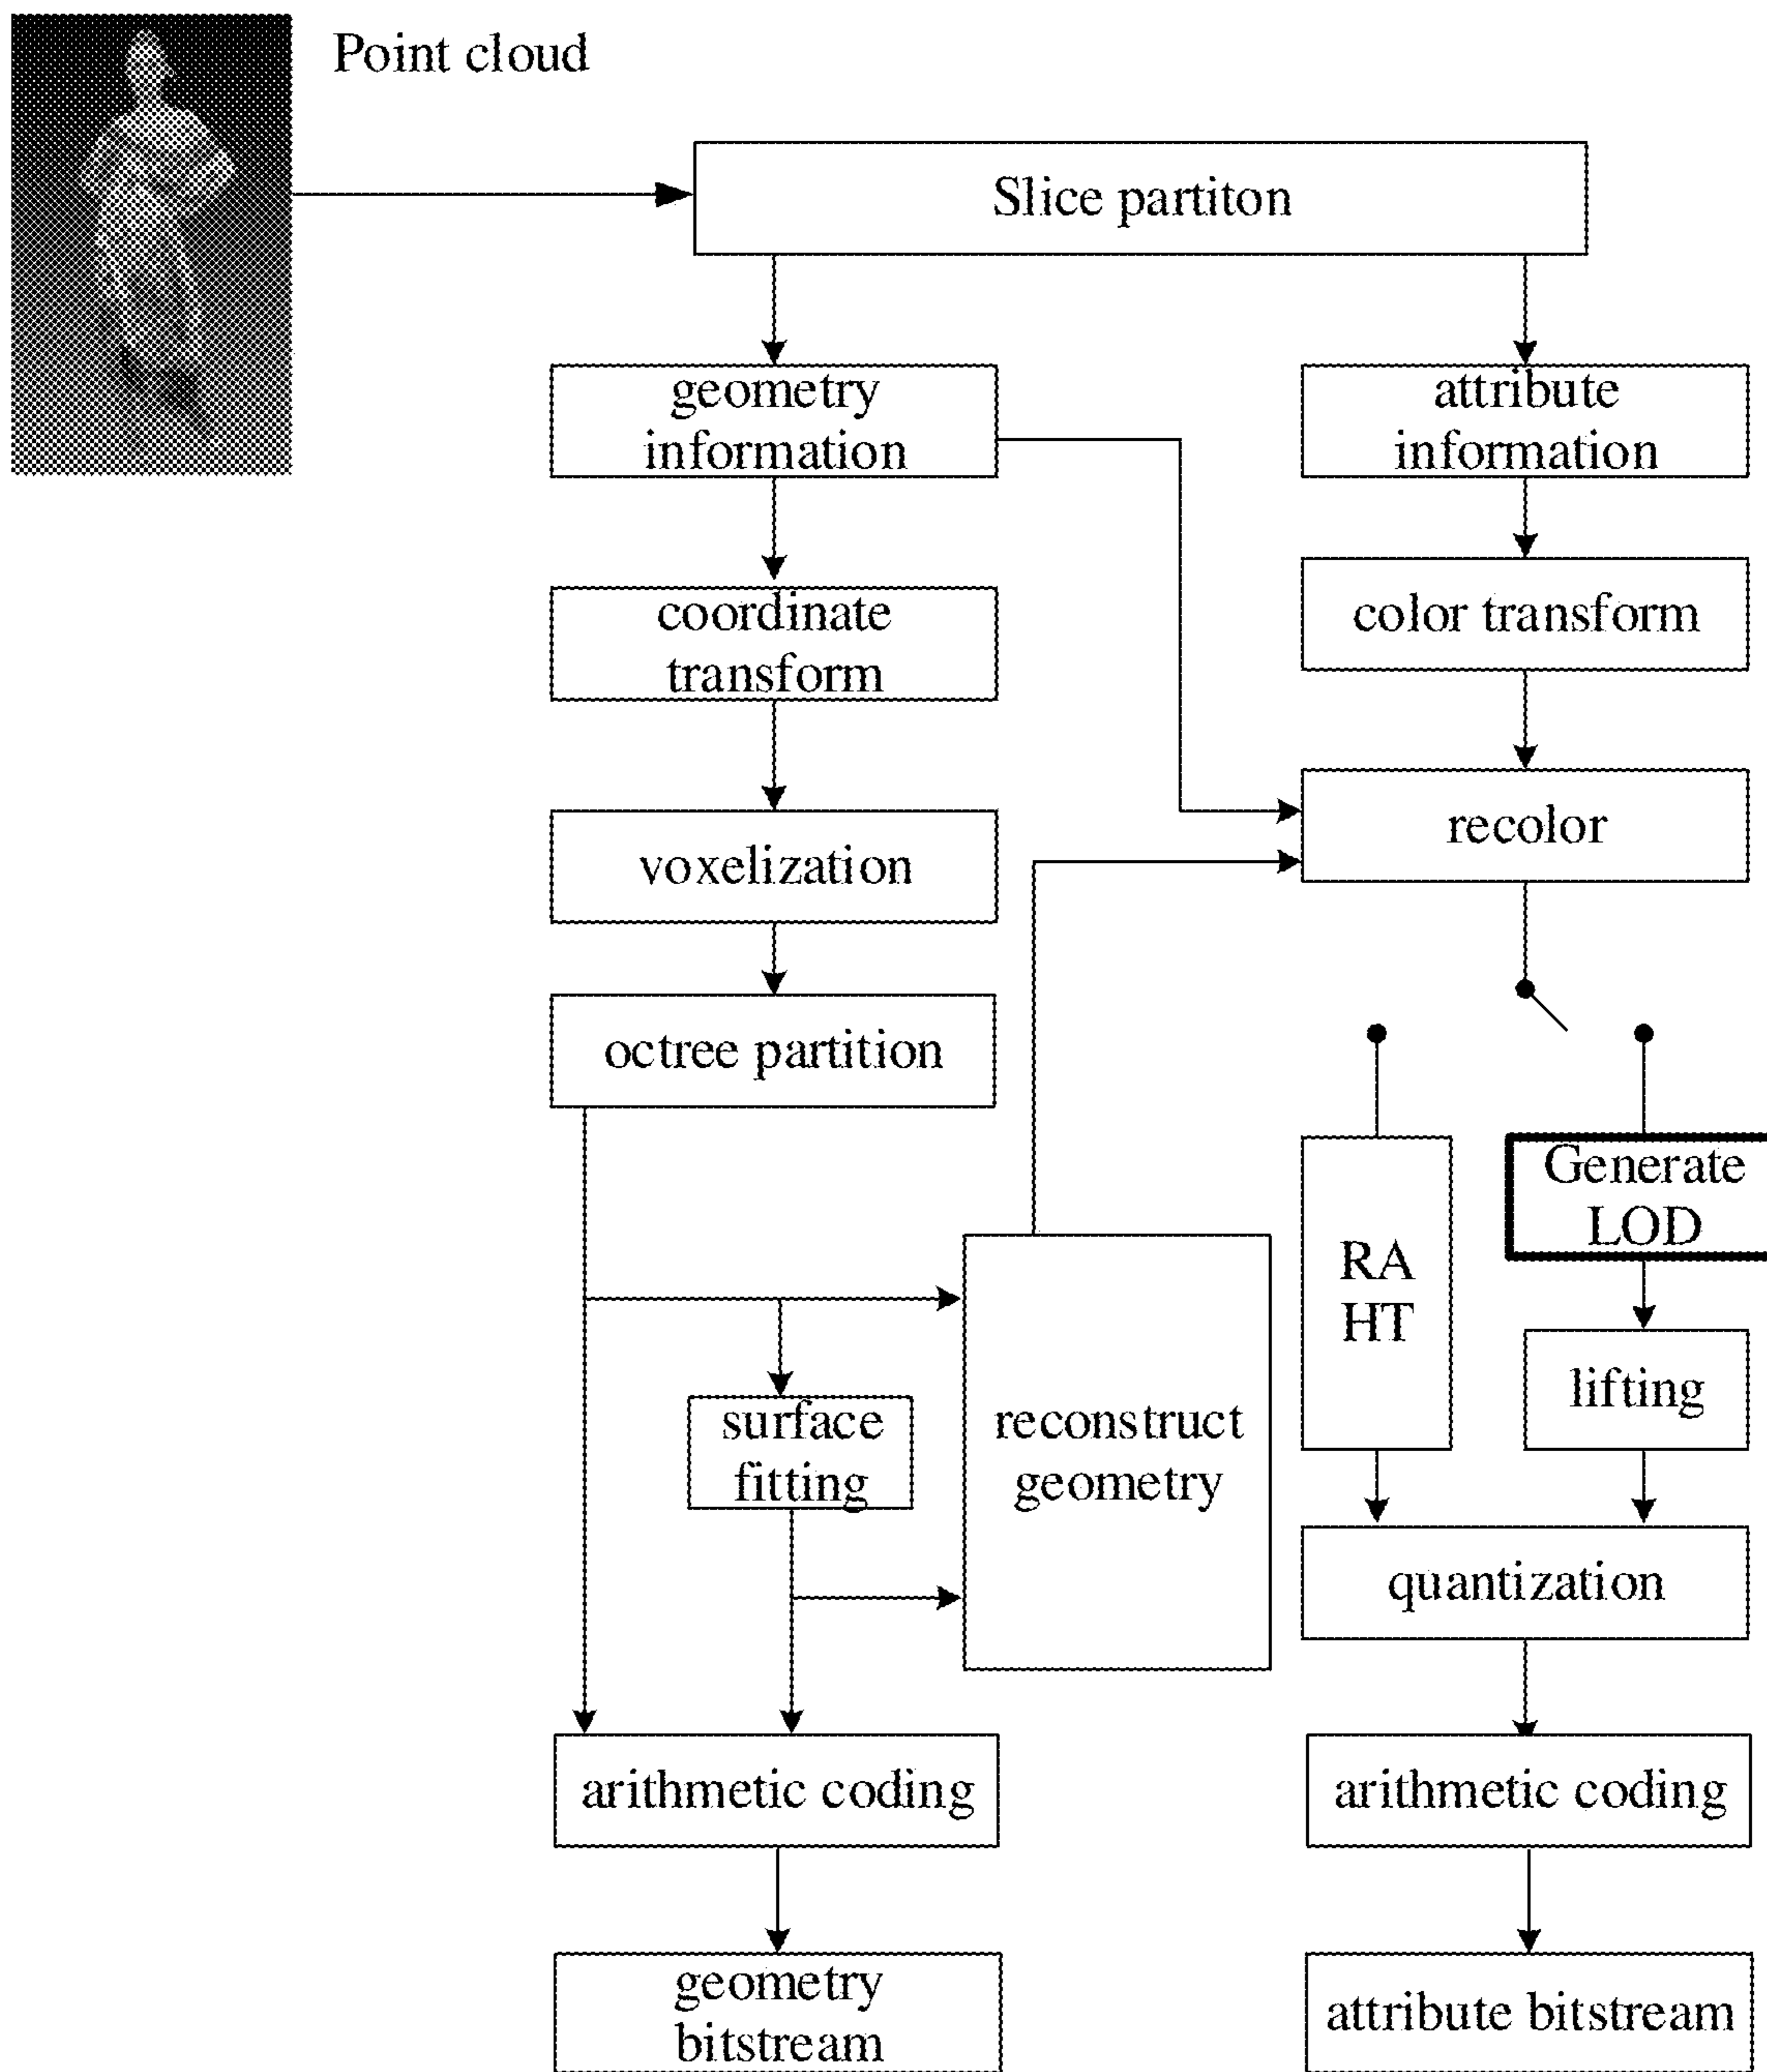 Point cloud
Slice partiton
geometry
information
attribute
information
coordinate
transform
color transform
voxelization
recolor
octree partition
Generate
LOD
RA
HT
surface
fitting
reconstruct
geometry
lifting
quantization
arithmetic coding
arithmetic coding
geometry
bitstream
attribute bitstream